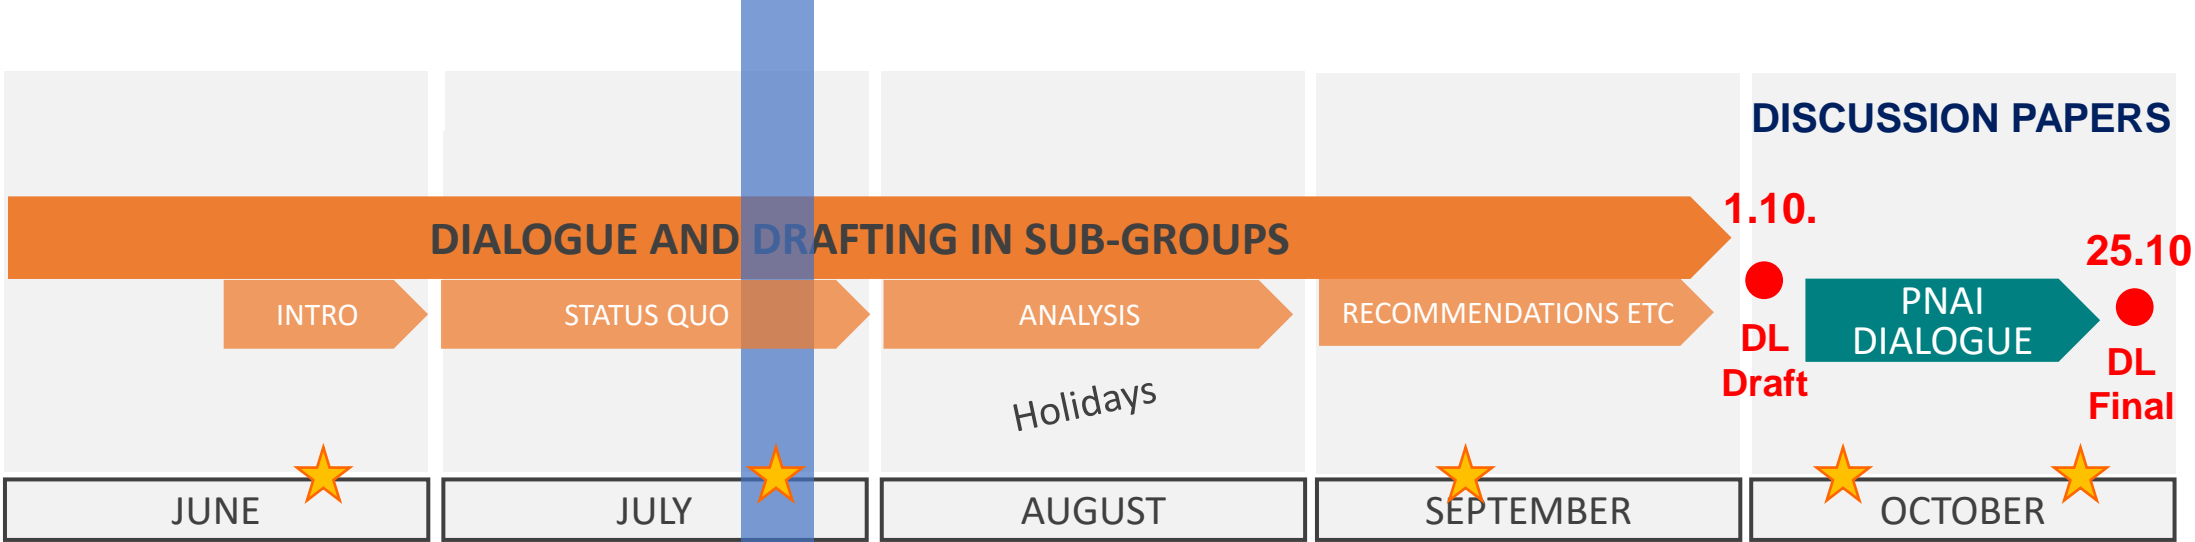 DISCUSSION PAPERS
DIALOGUE AND DRAFTING IN SUB-GROUPS
1.10.
25.10
INTRO
STATUS QUO
ANALYSIS
RECOMMENDATIONS ETC
PNAI
DIALOGUE
DL
Draft
DL
Final
Holidays
JUNE
JULY
AUGUST
SEPTEMBER
OCTOBER